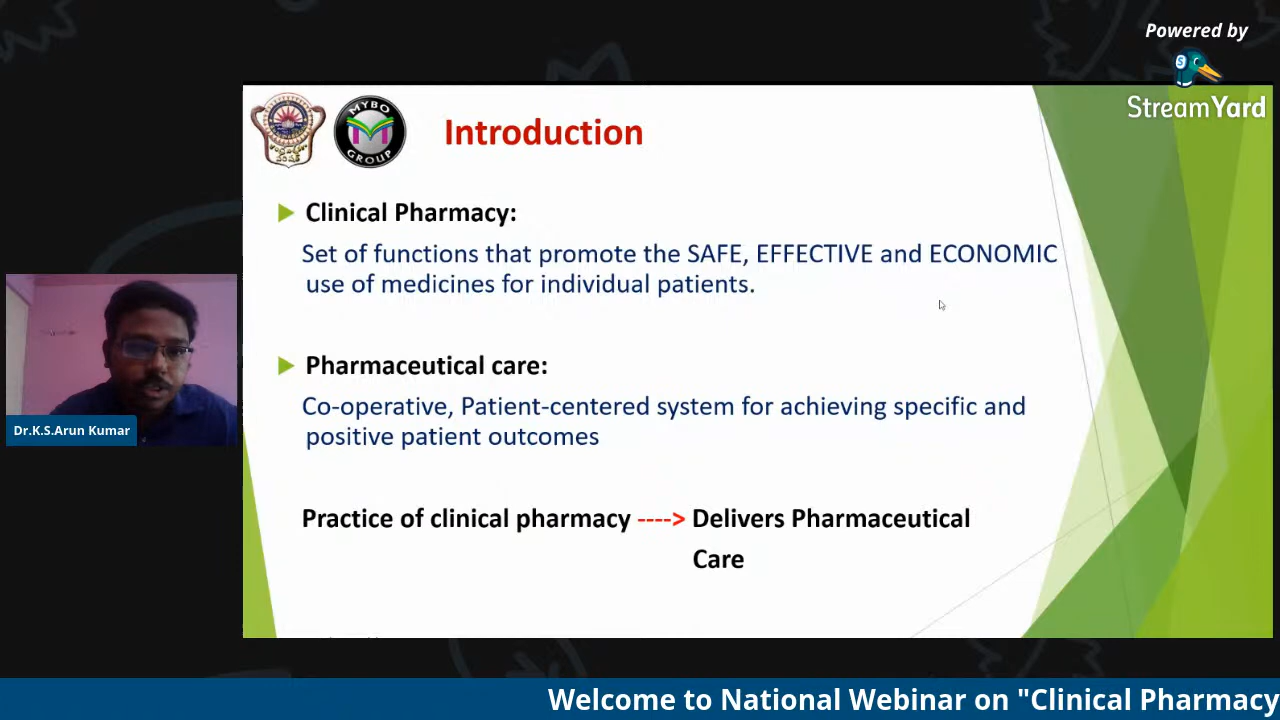 Powered by
StreamYard
MYBO
GROUP
Introduction
Clinical Pharmacy:
Set of functions that promote the SAFE, EFFECTIVE and ECONOMIC
use of medicines for individual patients.
Pharmaceutical care:
Co-operative, Patient-centered system for achieving specific and
positive patient outcomes
Practice of clinical pharmacy ----> Delivers Pharmaceutical
Care
Dr.K.S.Arun Kumar
Welcome to National Webinar on "Clinical Pharmacy